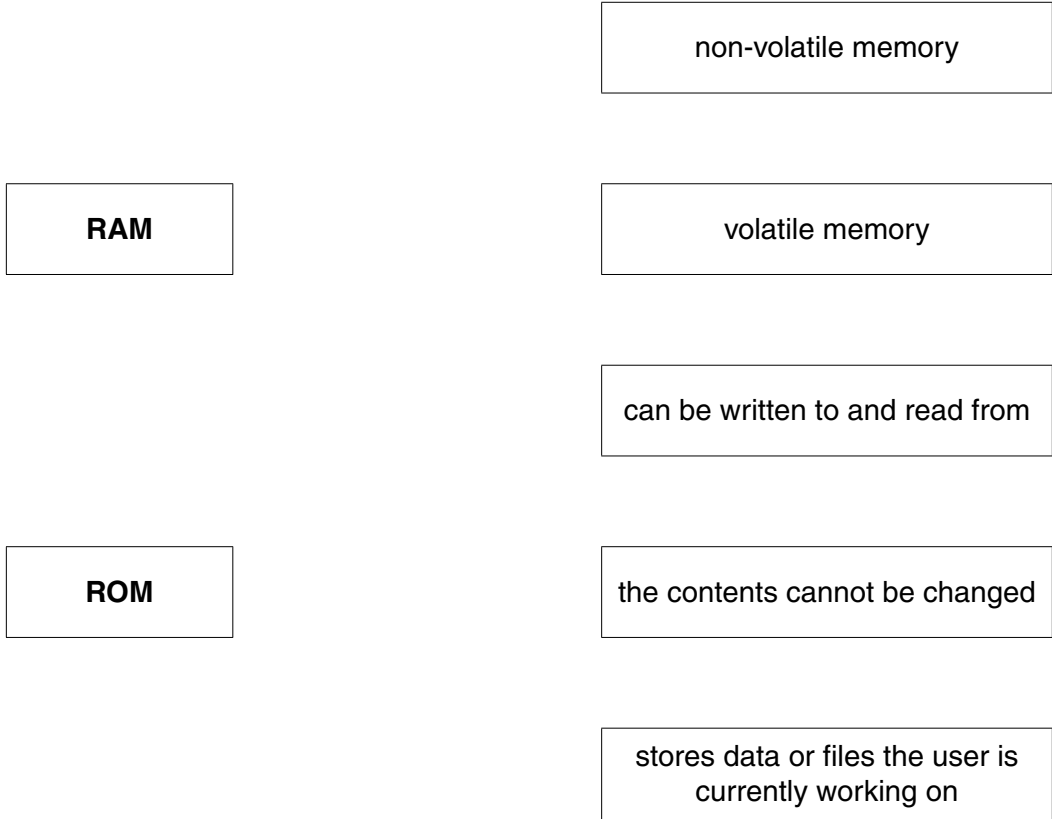 non-volatile memory
RAM
volatile memory
can be written to and read from
ROM
the contents cannot be changed
stores data or files the user is
currently working on